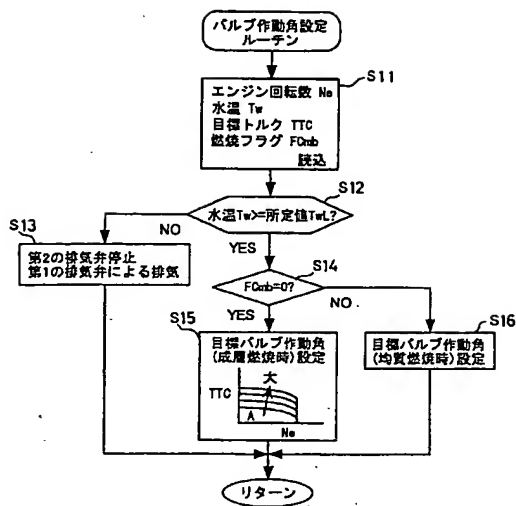 バルブ作動角設定
ルーテン
S11
エンジン回転数 Ne
水温 Tw
目標トルク TTC
燃焼フラグ FCmb
読込
S12
水温Tw>=所定値TwL?
NO
YES
S13
第2の排気弁停止
第1の排気弁による排気
S14
FCmb=0?
YES
NO
S15
目標バルブ作動角
(成層燃焼時)設定
TTC
大
A
Ne
S16
目標バルブ作動角
(均質燃焼時)設定
リターン